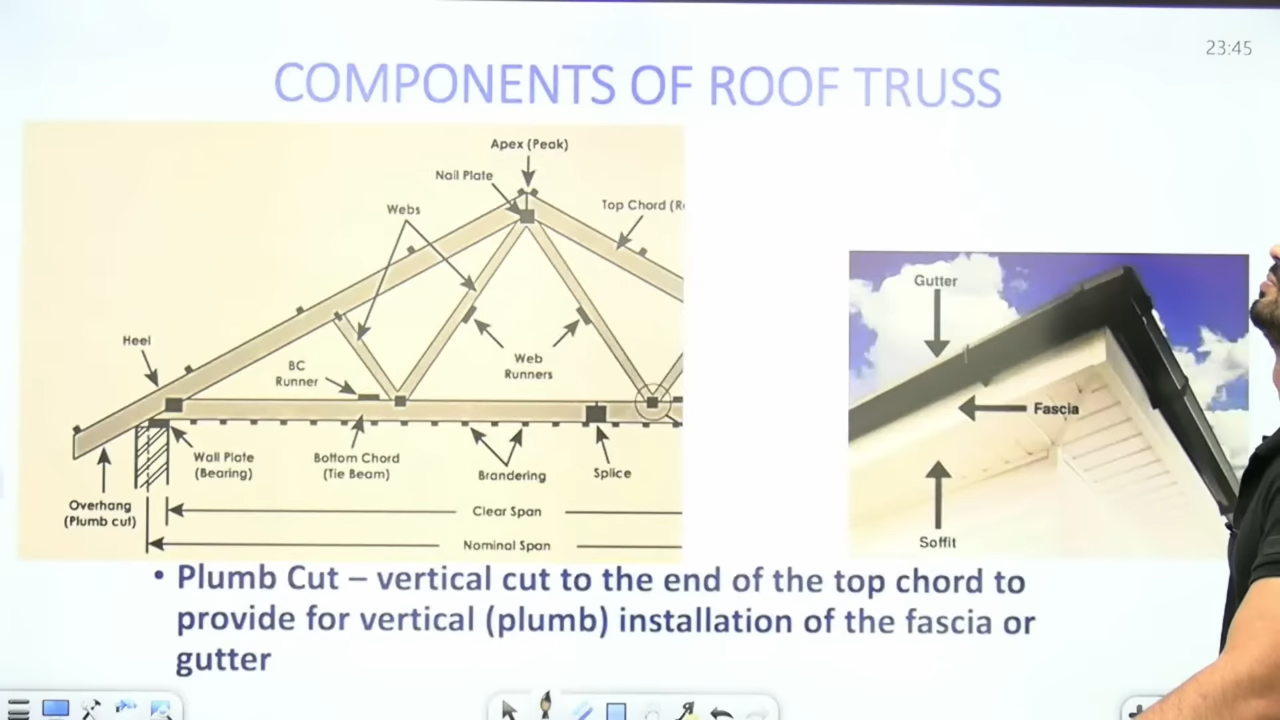 23:45
COMPONENTS OF ROOF TRUSS
Apex (Peak)
Nail Plate
Webs
Top Chord (R
Heel
BC
Runner
Web
Runners
Wall Plate
(Bearing)
Bottom Chord
(Tie Beam)
Brandering
Splice
Overhang
(Plumb cut)
Clear Span
Nominal Span
Gutter
Fascia
Soffit
• Plumb Cut – vertical cut to the end of the top chord to
provide for vertical (plumb) installation of the fascia or
gutter